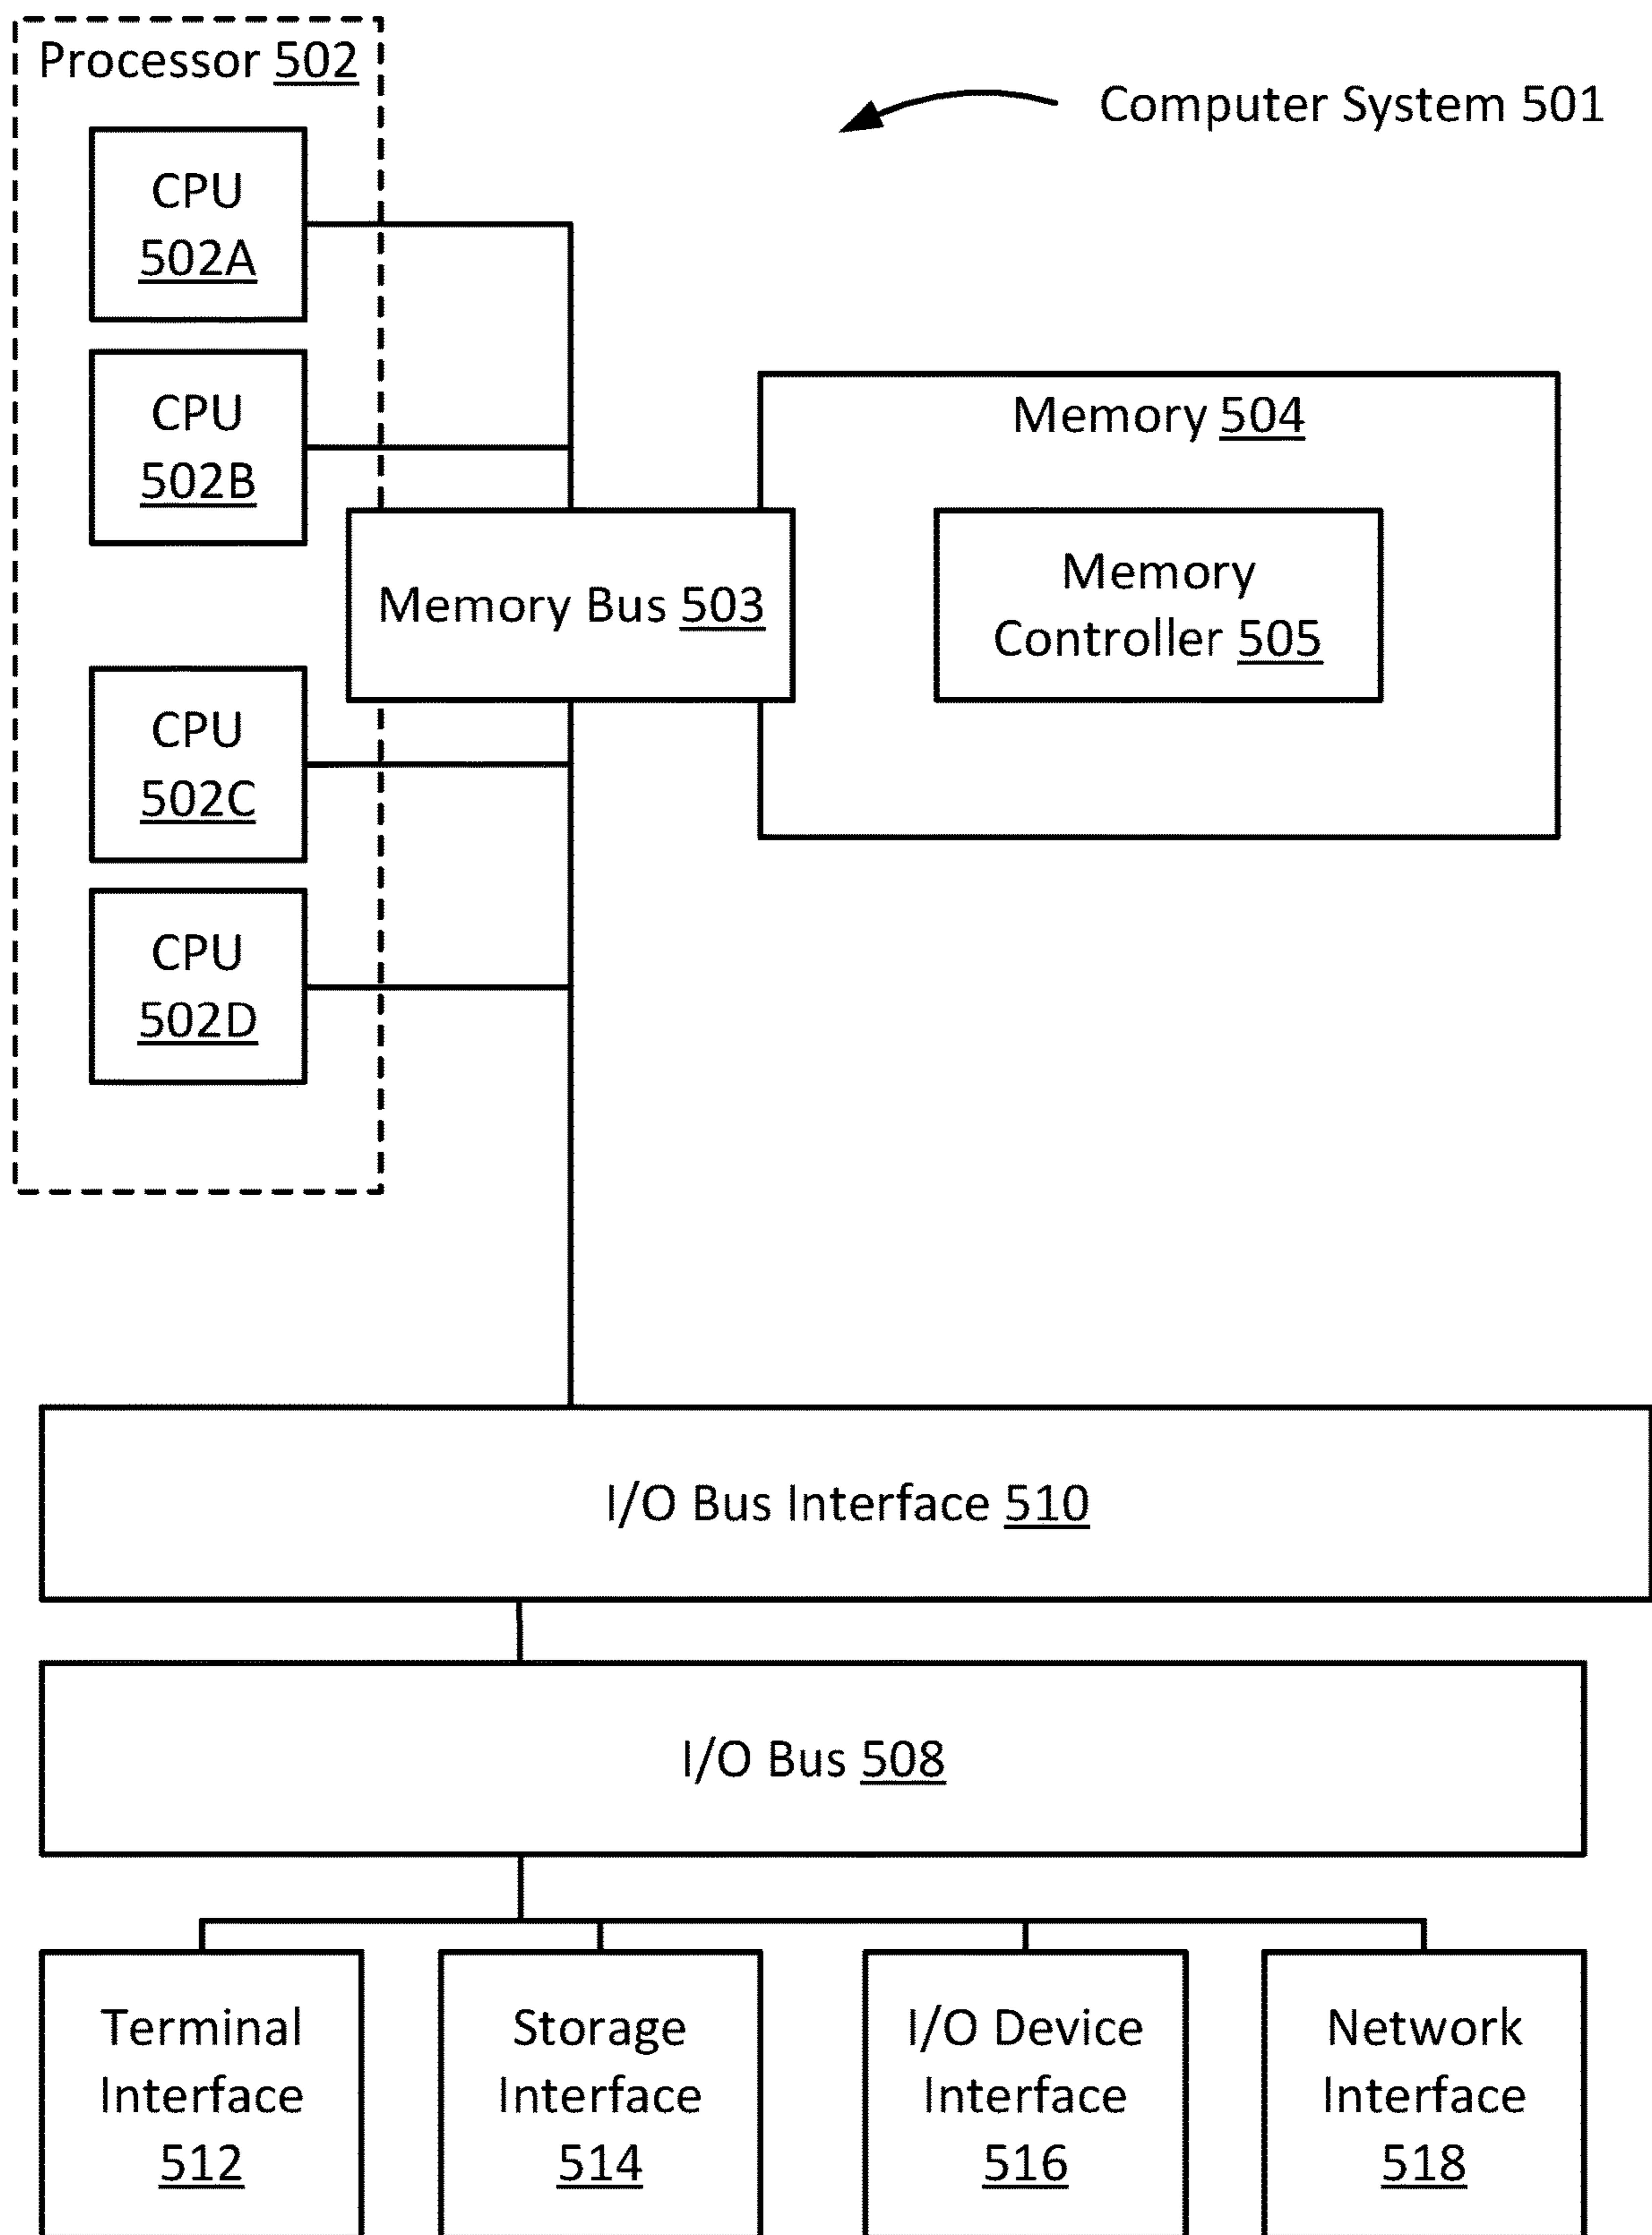 Processor 502
Computer System 501
CPU
502A
CPU
502B
Memory 504
Memory Bus 503
Memory
Controller 505
CPU
502C
CPU
502D
I/O Bus Interface 510
I/O Bus 508
Terminal
Interface
512
Storage
Interface
514
I/O Device
Interface
516
Network
Interface
518